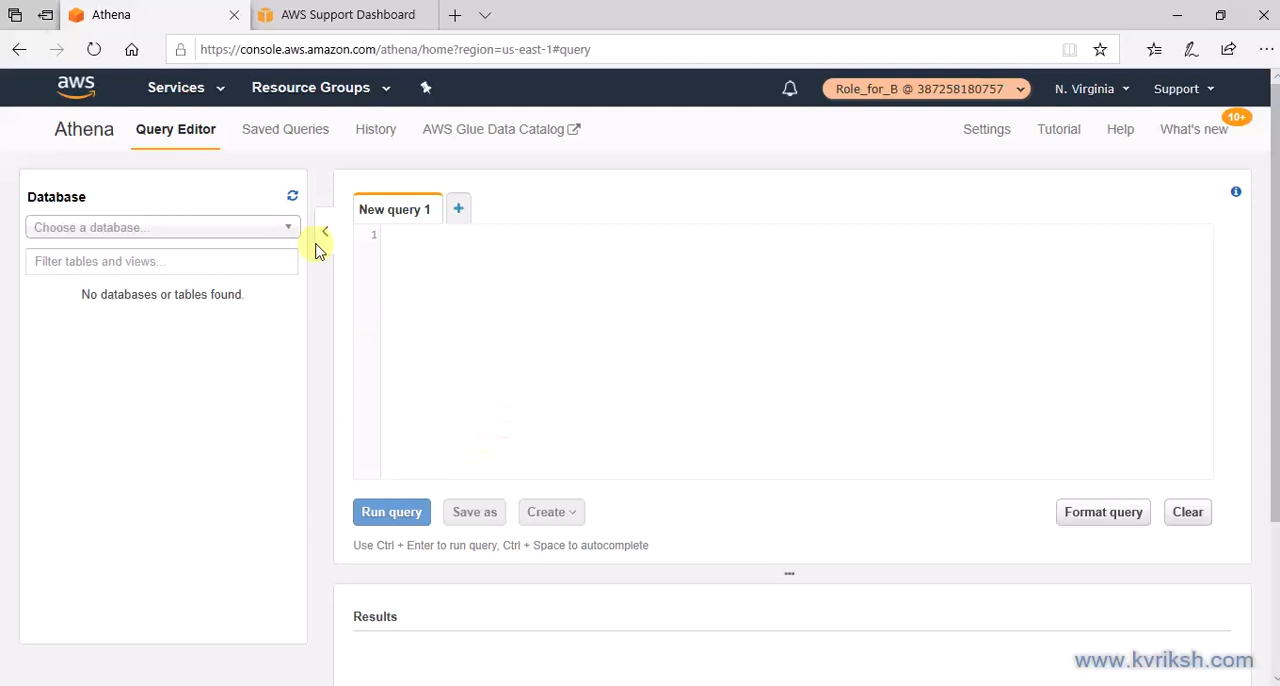 Athena
AWS Support Dashboard
https://console.aws.amazon.com/athena/home?region=us-east-1#query
aws
Services
Resource Groups
Role_for_B @ 387258180757
N. Virginia
Support
Athena
Query Editor
Saved Queries
History
AWS Glue Data Catalog
Settings
Tutorial
Help
What's new
10+
Database
Choose a database...
Filter tables and views...
No databases or tables found.
New query 1
1
Run query
Save as
Create
Format query
Clear
Use Ctrl + Enter to run query, Ctrl + Space to autocomplete
Results
www.kvriksh.com